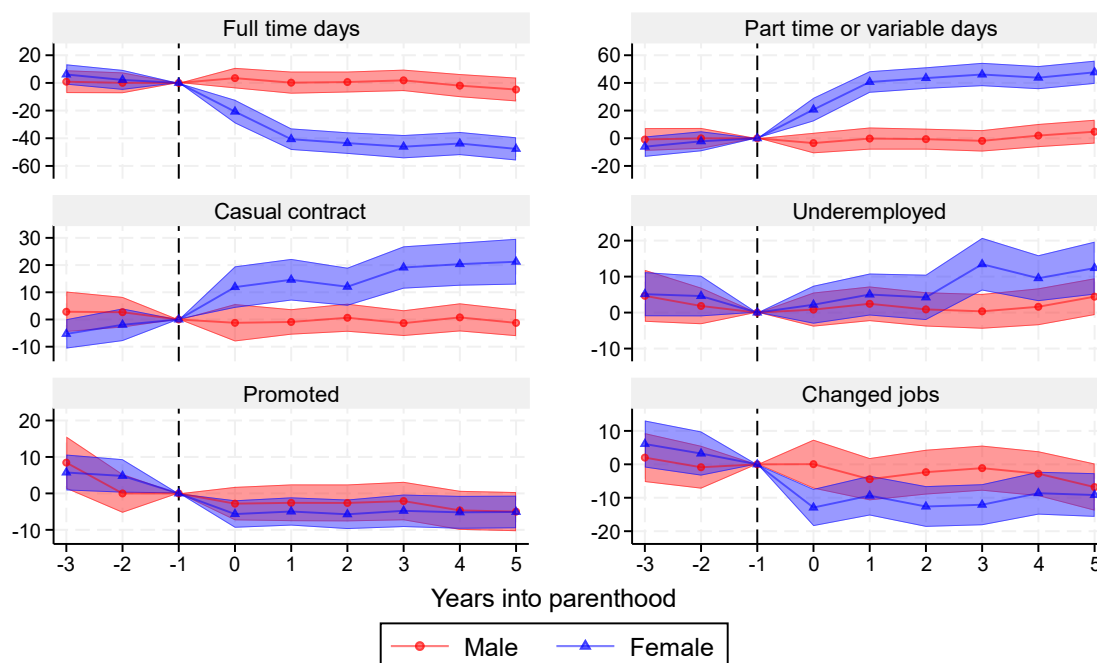 Full time days
20
0
-20
-40
-60
Part time or variable days
60
40
20
0
-20
Casual contract
30
20
10
0
-10
Underemployed
20
10
0
-10
Promoted
20
10
0
-10
-3 -2 -1 0 1 2 3 4 5
Changed jobs
10
0
-10
-20
-3 -2 -1 0 1 2 3 4 5
Years into parenthood
Male Female